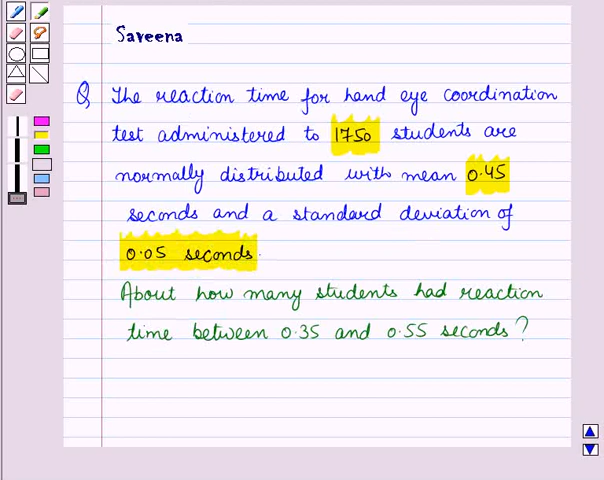 Saveena
Q The reaction time for hand eye coordination
test administered to 1750 students are
normally distributed with mean 0.45
seconds and a standard deviation of
0.05 seconds.
About how many students had reaction
time between 0.35 and 0.55 seconds?